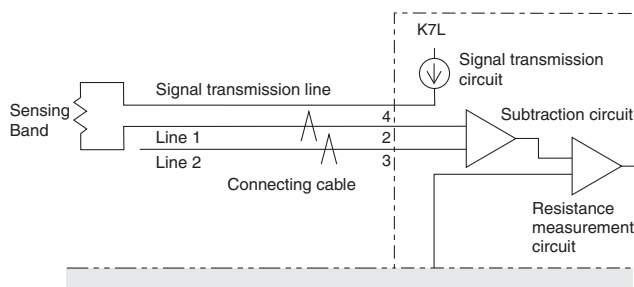 K7L
Signal transmission
circuit
Signal transmission line
Sensing
Band
4
Subtraction circuit
Line 1
2
Line 2
3
Connecting cable
Resistance
measurement
circuit